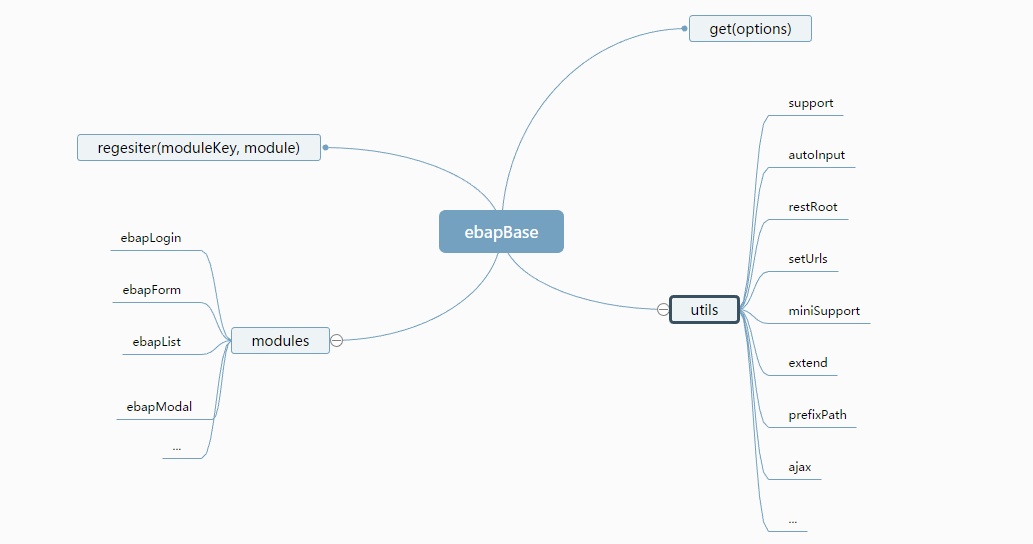 get(options)
regesiter(moduleKey, module)
ebapBase
ebapLogin
ebapForm
ebapList
ebapModal
...
modules
utils
support
autoInput
restRoot
setUrls
miniSupport
extend
prefixPath
ajax
...